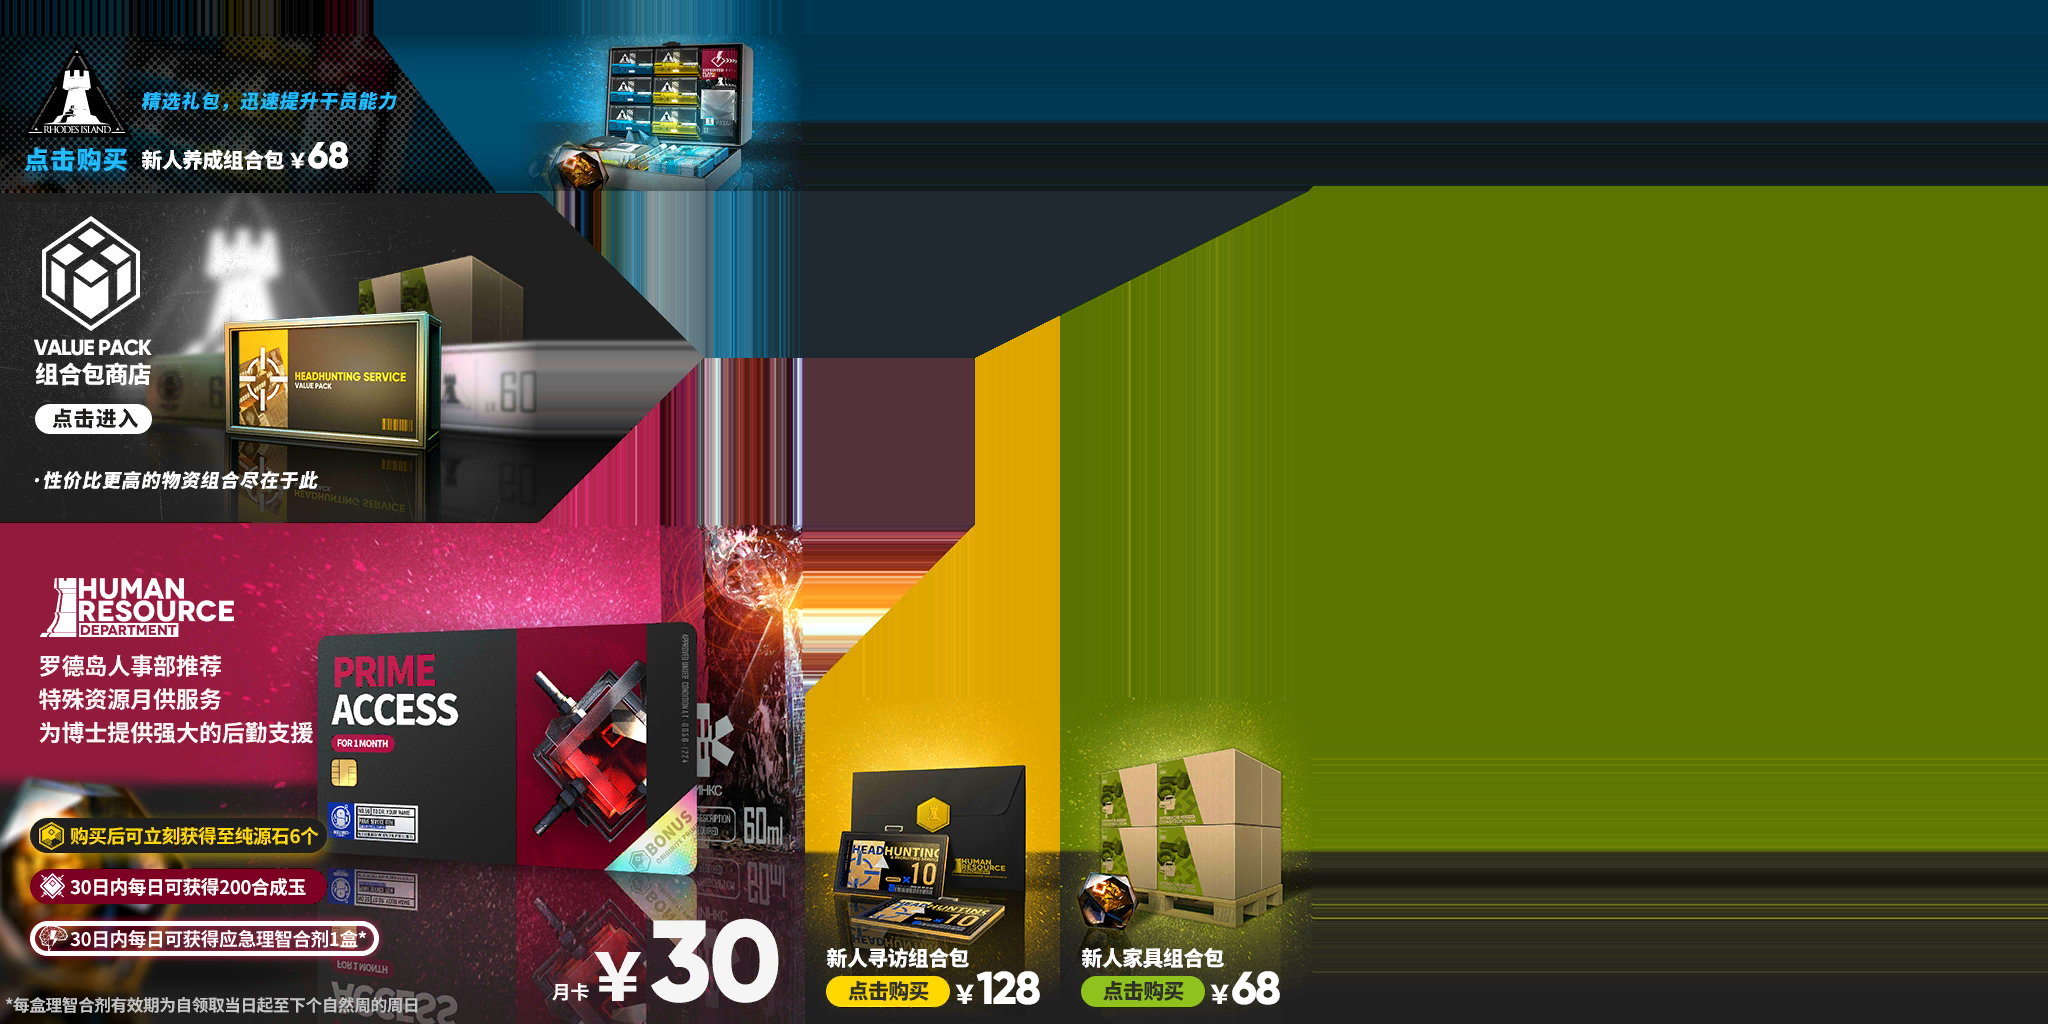 RHODES ISLAND
精选礼包，迅速提升干员能力
点击购买
新人养成组合包 ¥68
VALUE PACK
组合包商店
点击进入
·性价比更高的物资组合尽在于此
HEADHUNTING SERVICE
VALUE PACK
60
HUMAN
RESOURCE
DEPARTMENT
罗德岛人事部推荐
特殊资源月供服务
为博士提供强大的后勤支援
PRIME
ACCESS
FOR 1 MONTH
BONUS
60ml
购买后可立刻获得至纯源石6个
30日内每日可获得200合成玉
30日内每日可获得应急理智合剂1盒*
*每盒理智合剂有效期为自领取当日起至下个自然周的周日
月卡 ¥30
HEADHUNTING
10
HUMAN
RESOURCE
HEADHUNTING
10
新人寻访组合包
点击购买 ¥128
新人家具组合包
点击购买 ¥68